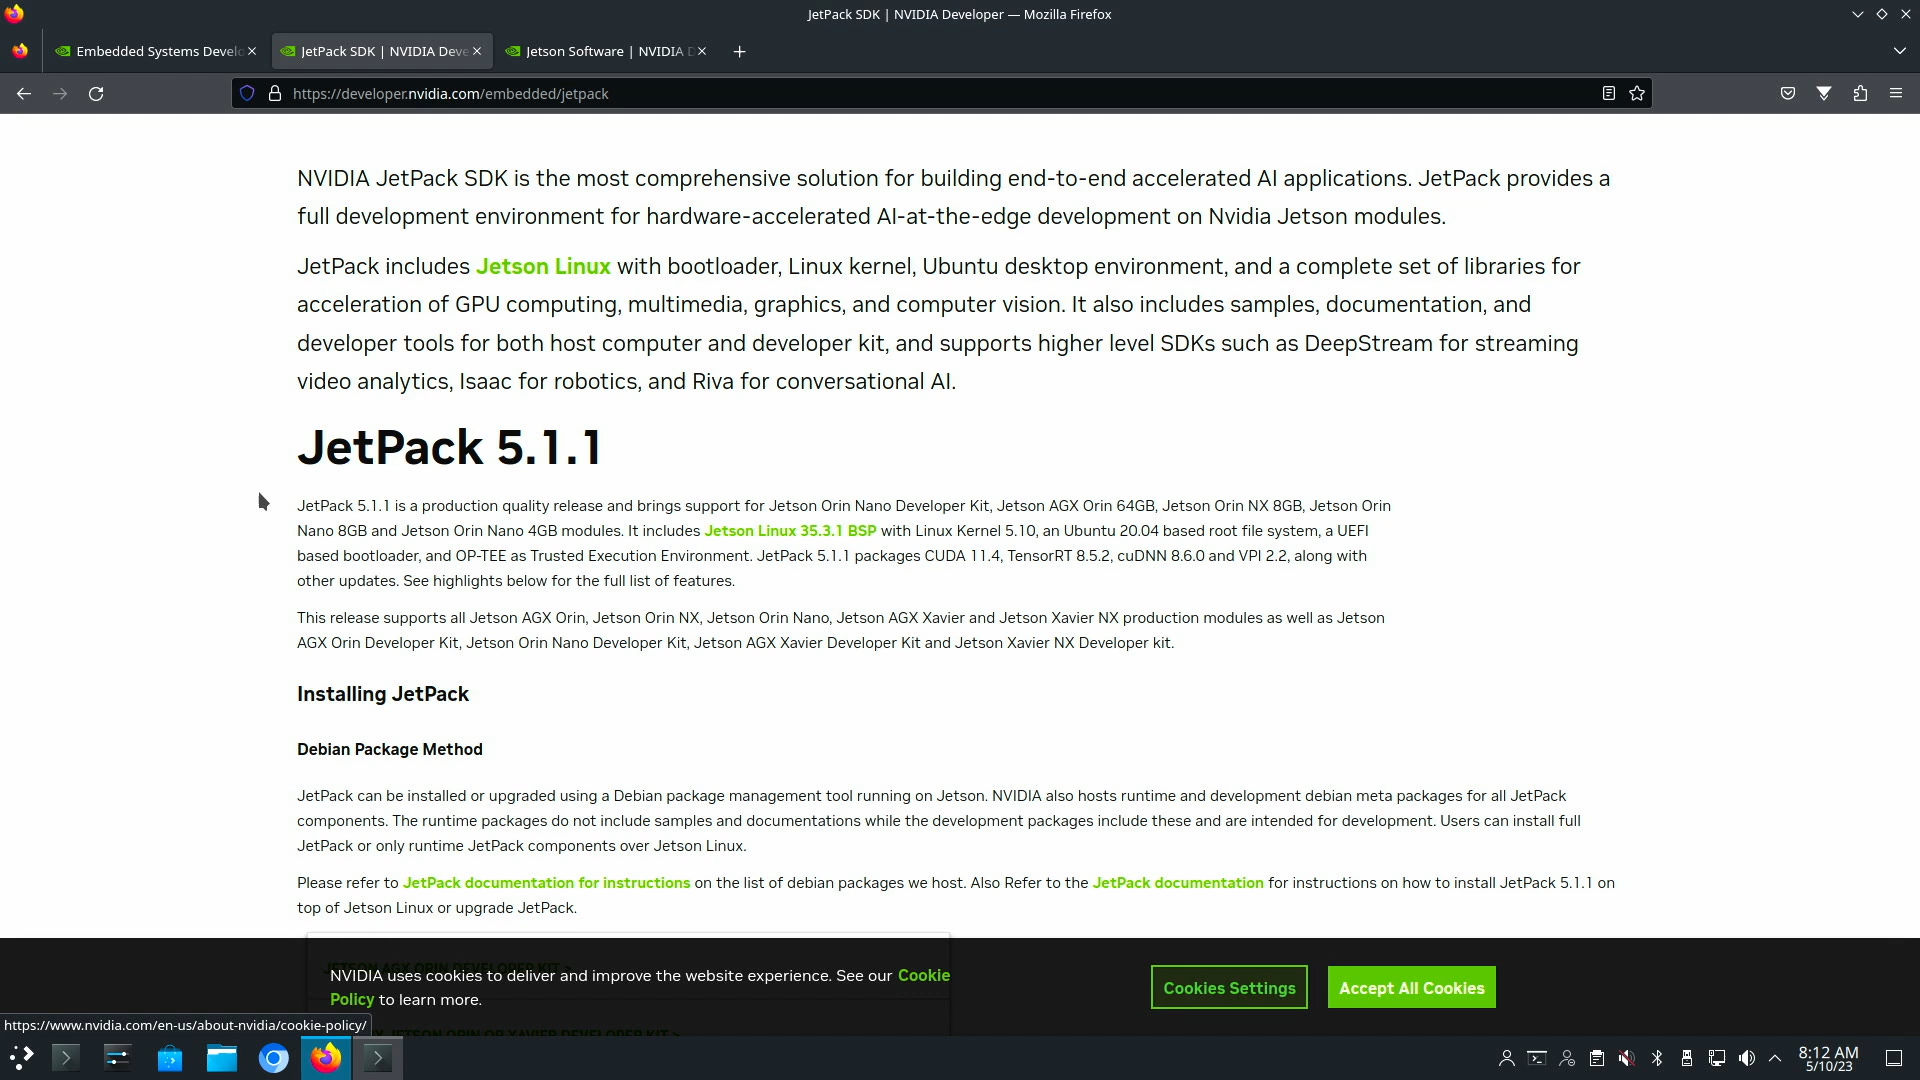 JetPack SDK | NVIDIA Developer — Mozilla Firefox
Embedded Systems Develo
JetPack SDK | NVIDIA Deve
Jetson Software | NVIDIA D
https://developer.nvidia.com/embedded/jetpack
NVIDIA JetPack SDK is the most comprehensive solution for building end-to-end accelerated AI applications. JetPack provides a
full development environment for hardware-accelerated AI-at-the-edge development on Nvidia Jetson modules.
JetPack includes Jetson Linux with bootloader, Linux kernel, Ubuntu desktop environment, and a complete set of libraries for
acceleration of GPU computing, multimedia, graphics, and computer vision. It also includes samples, documentation, and
developer tools for both host computer and developer kit, and supports higher level SDKs such as DeepStream for streaming
video analytics, Isaac for robotics, and Riva for conversational AI.
JetPack 5.1.1
JetPack 5.1.1 is a production quality release and brings support for Jetson Orin Nano Developer Kit, Jetson AGX Orin 64GB, Jetson Orin NX 8GB, Jetson Orin
Nano 8GB and Jetson Orin Nano 4GB modules. It includes Jetson Linux 35.3.1 BSP with Linux Kernel 5.10, an Ubuntu 20.04 based root file system, a UEFI
based bootloader, and OP-TEE as Trusted Execution Environment. JetPack 5.1.1 packages CUDA 11.4, TensorRT 8.5.2, cuDNN 8.6.0 and VPI 2.2, along with
other updates. See highlights below for the full list of features.
This release supports all Jetson AGX Orin, Jetson Orin NX, Jetson Orin Nano, Jetson AGX Xavier and Jetson Xavier NX production modules as well as Jetson
AGX Orin Developer Kit, Jetson Orin Nano Developer Kit, Jetson AGX Xavier Developer Kit and Jetson Xavier NX Developer kit.
Installing JetPack
Debian Package Method
JetPack can be installed or upgraded using a Debian package management tool running on Jetson. NVIDIA also hosts runtime and development debian meta packages for all JetPack
components. The runtime packages do not include samples and documentations while the development packages include these and are intended for development. Users can install full
JetPack or only runtime JetPack components over Jetson Linux.
Please refer to JetPack documentation for instructions on the list of debian packages we host. Also Refer to the JetPack documentation for instructions on how to install JetPack 5.1.1 on
top of Jetson Linux or upgrade JetPack.
NVIDIA uses cookies to deliver and improve the website experience. See our Cookie
Policy to learn more.
Cookies Settings
Accept All Cookies
JETSON ORIN OR XAVIER DEVELOPER KIT >
https://www.nvidia.com/en-us/about-nvidia/cookie-policy/
8:12 AM
5/10/23